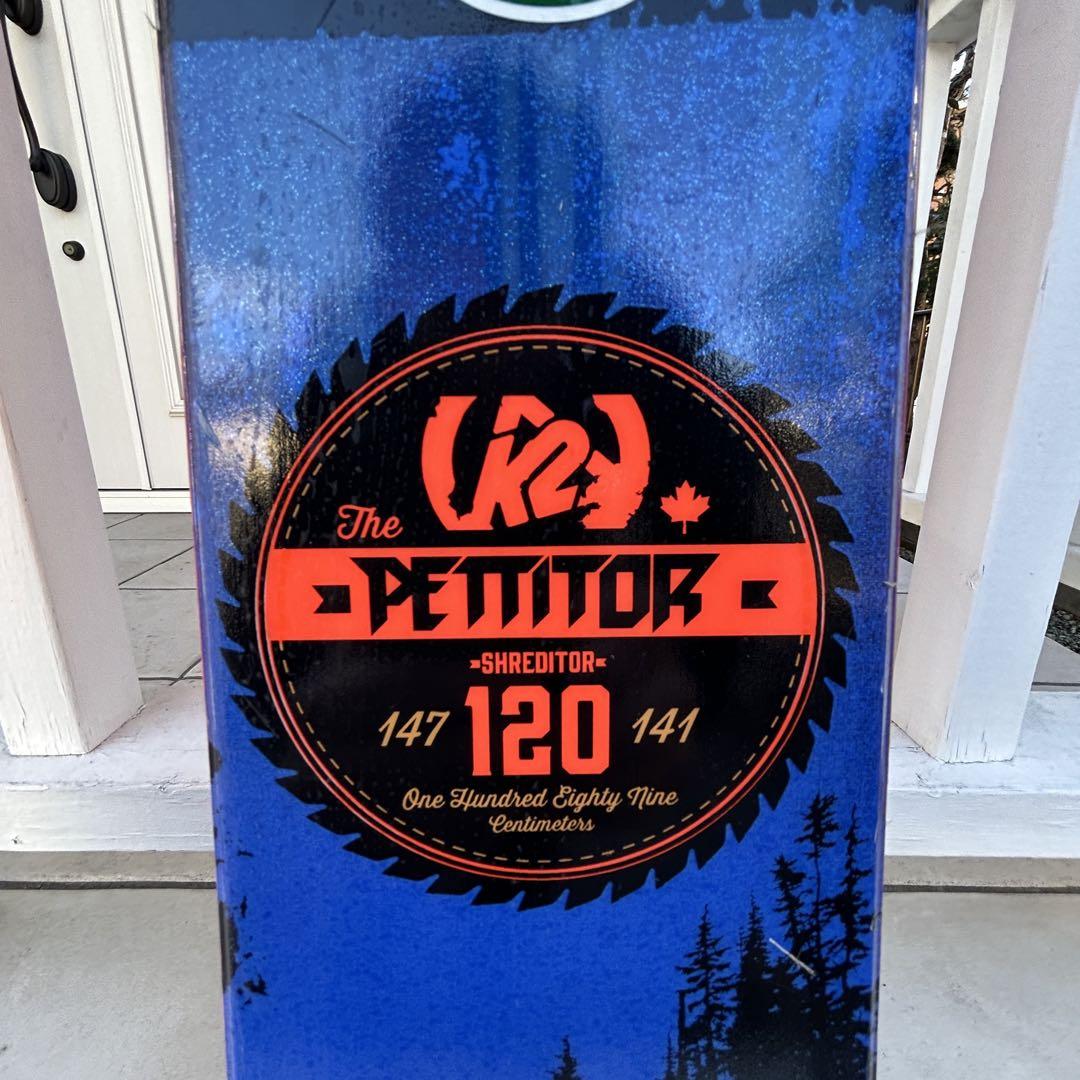 K2
The
PETTITOR
SHREDITOR
147 120 141
One Hundred Eighty Nine
Centimeters